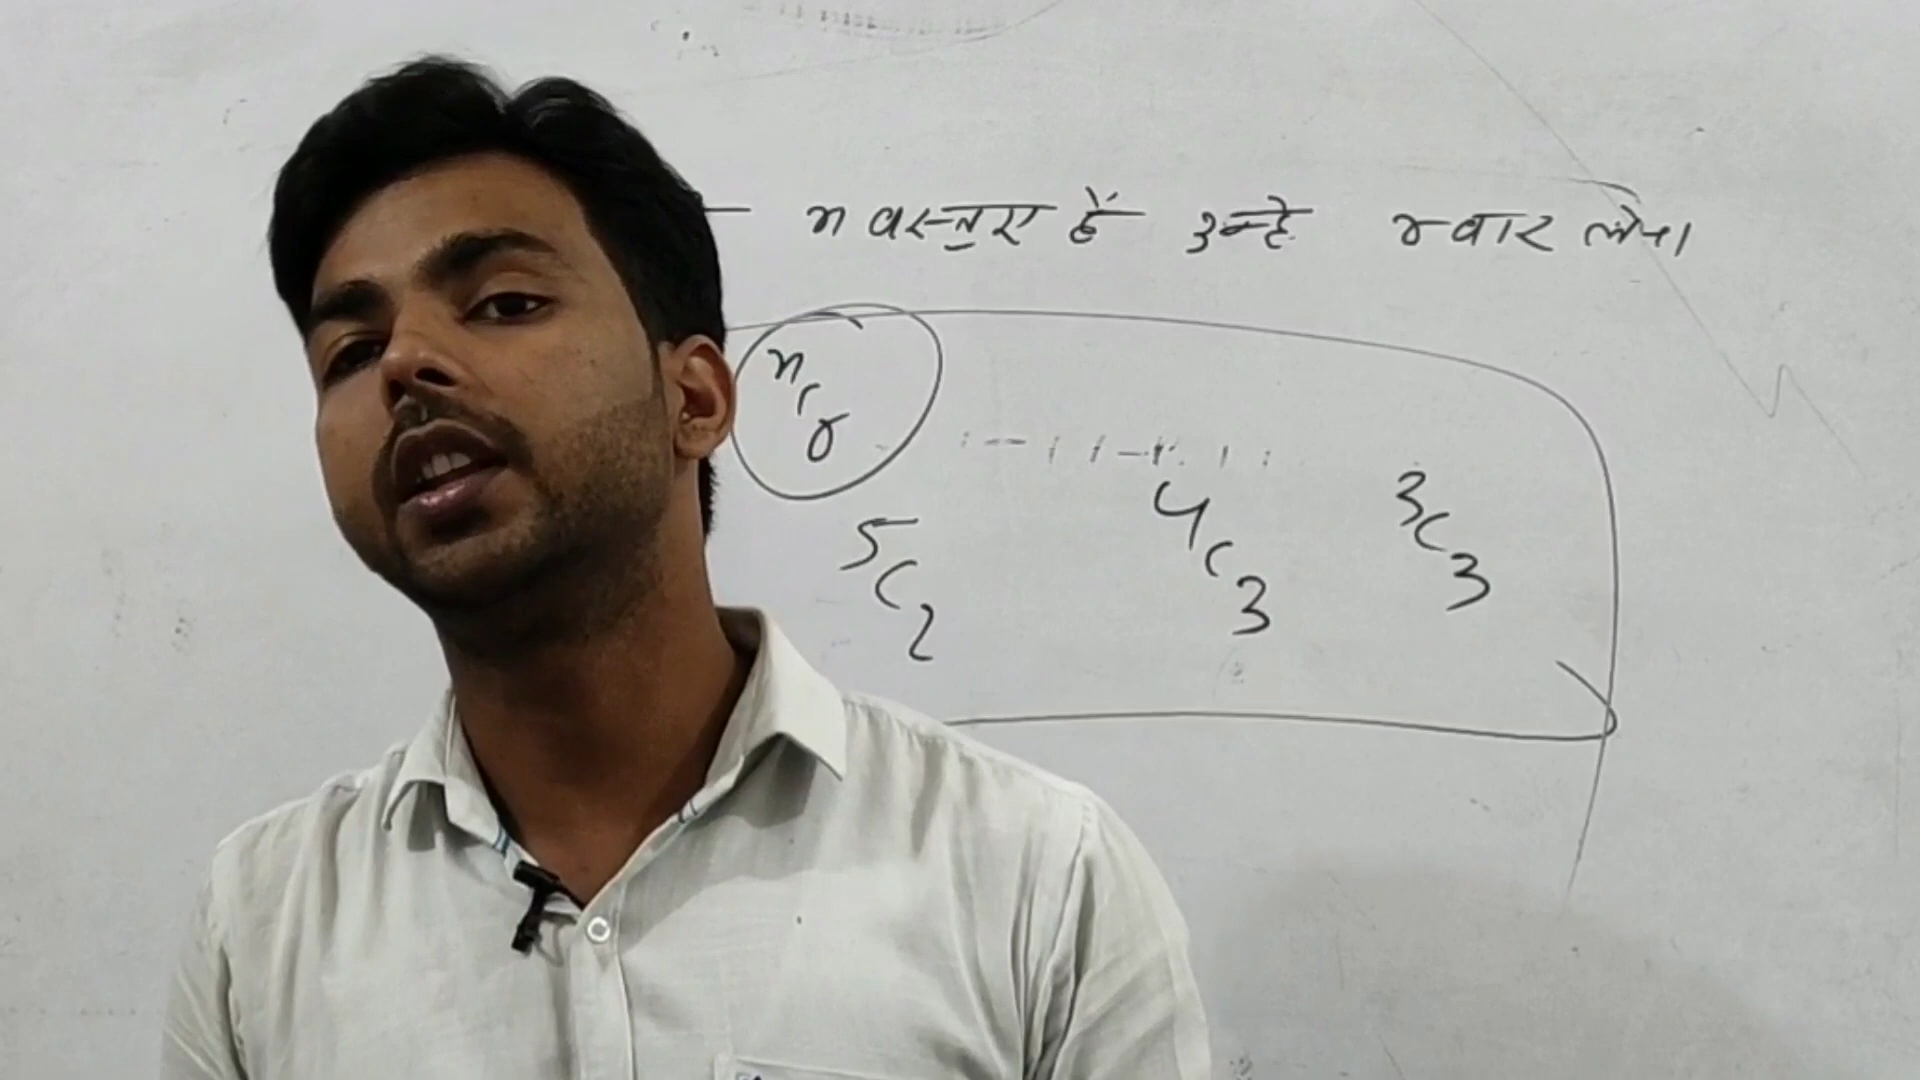 — n वस्तुए हैं उन्हे r बार लेना
nCr
5C2 4C3 3C3